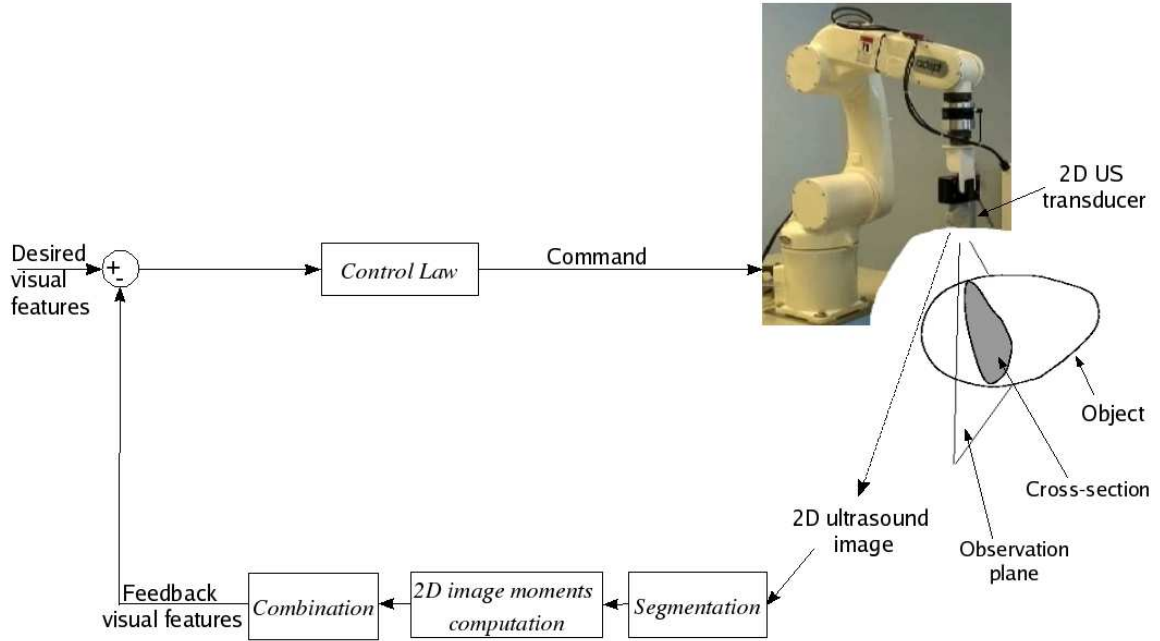 adept
2D US
transducer
Desired
visual
features
+
-
Control Law
Command
Object
Cross-section
Observation
plane
2D ultrasound
image
Segmentation
2D image moments
computation
Combination
Feedback
visual features